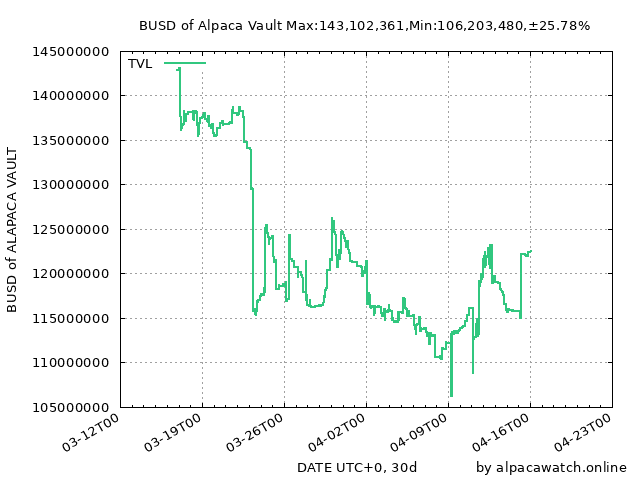 BUSD of Alpaca Vault Max:143,102,361,Min:106,203,480,±25.78%
TVL
145000000
140000000
135000000
130000000
125000000
120000000
115000000
110000000
105000000
BUSD of ALAPACA VAULT
03-12T00
03-19T00
03-26T00
04-02T00
04-09T00
04-16T00
04-23T00
DATE UTC+0, 30d
by alpacawatch.online